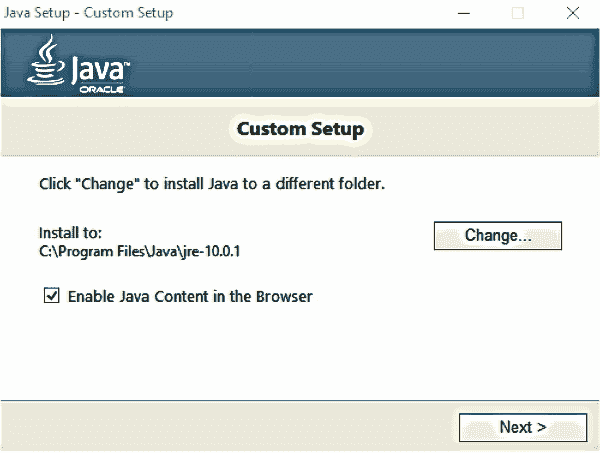 Java Setup - Custom Setup
Java™
ORACLE
Custom Setup
Click "Change" to install Java to a different folder.
Install to:
C:\Program Files\Java\jre-10.0.1
Change...
Enable Java Content in the Browser
Next >